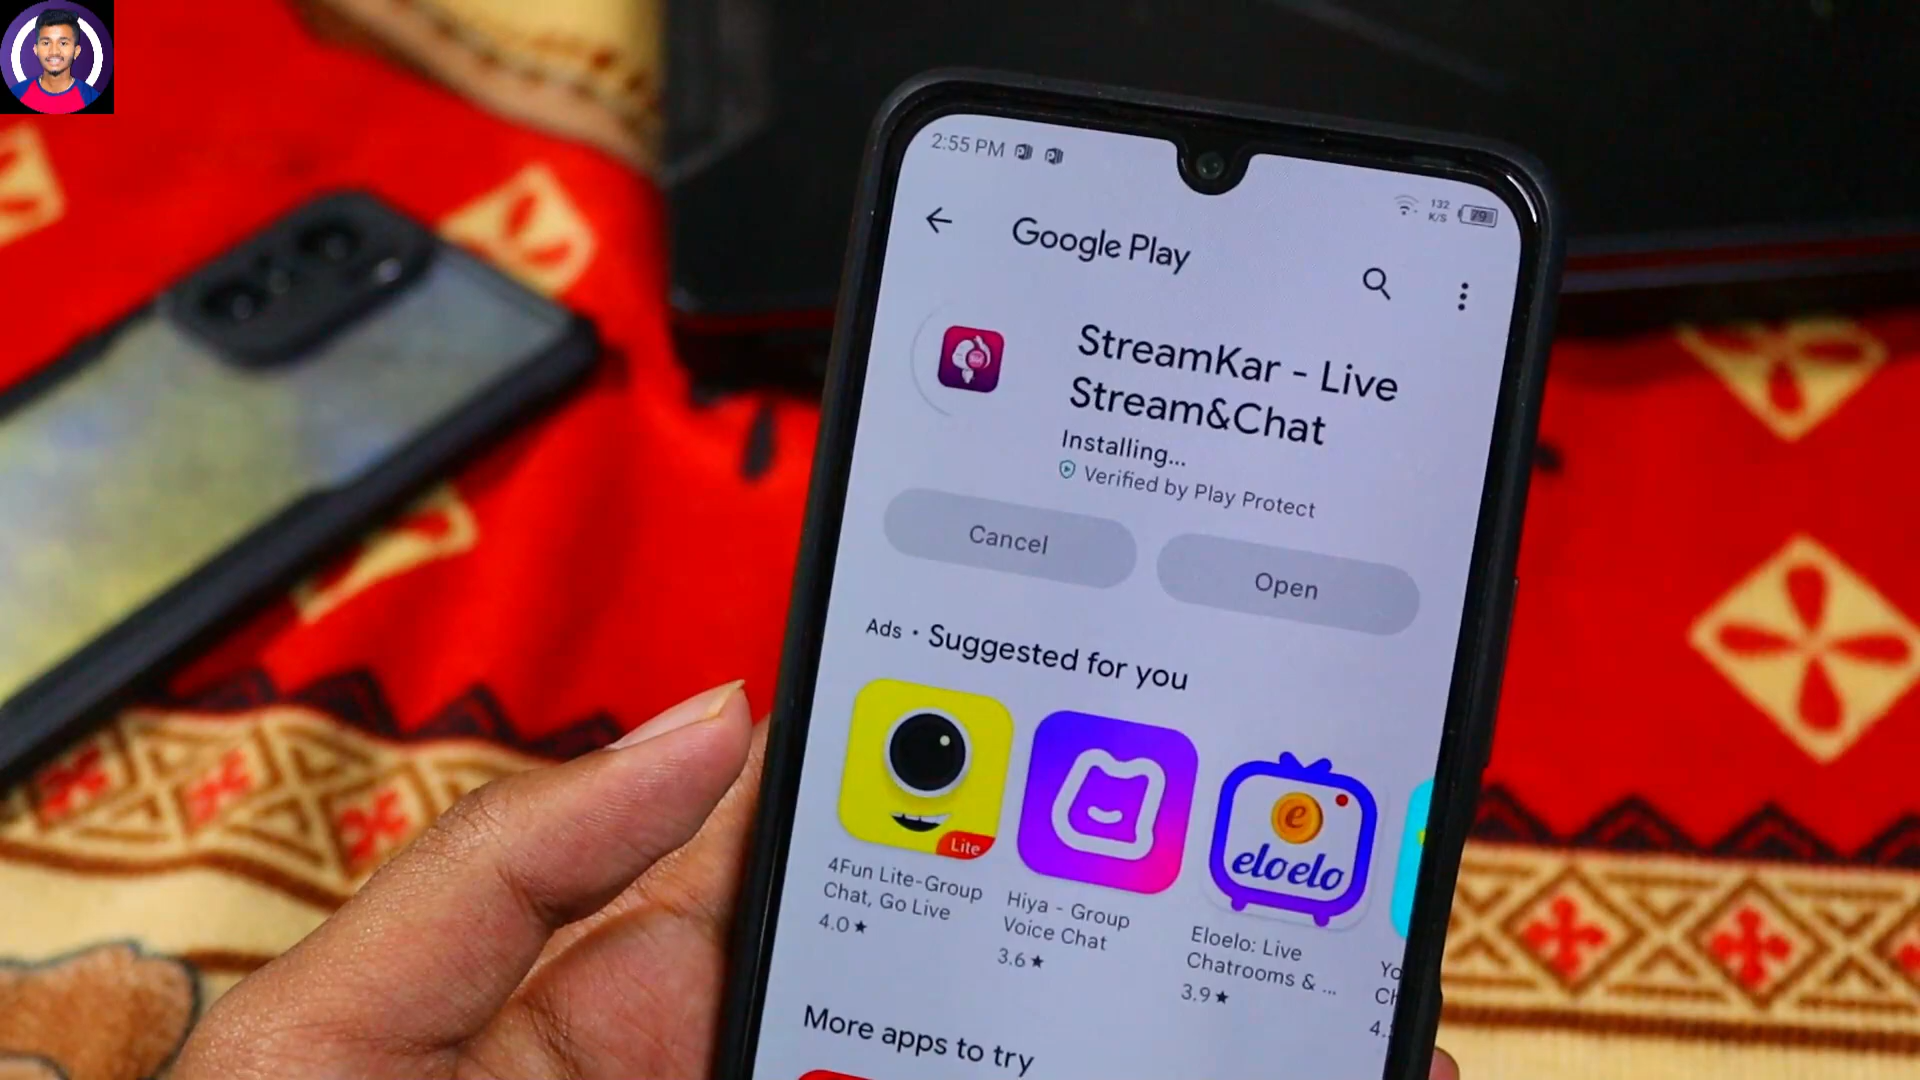 2:55 PM
132
K/S
79
Google Play
StreamKar - Live
Stream&Chat
Installing...
Verified by Play Protect
Cancel
Open
Ads • Suggested for you
Lite
eloelo
4Fun Lite-Group
Chat, Go Live
4.0★
Hiya - Group
Voice Chat
3.6★
Eloelo: Live
Chatrooms & ...
3.9★
More apps to try